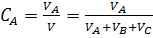 C_A = V_A/V = V_A/(V_A+V_B+V_C)